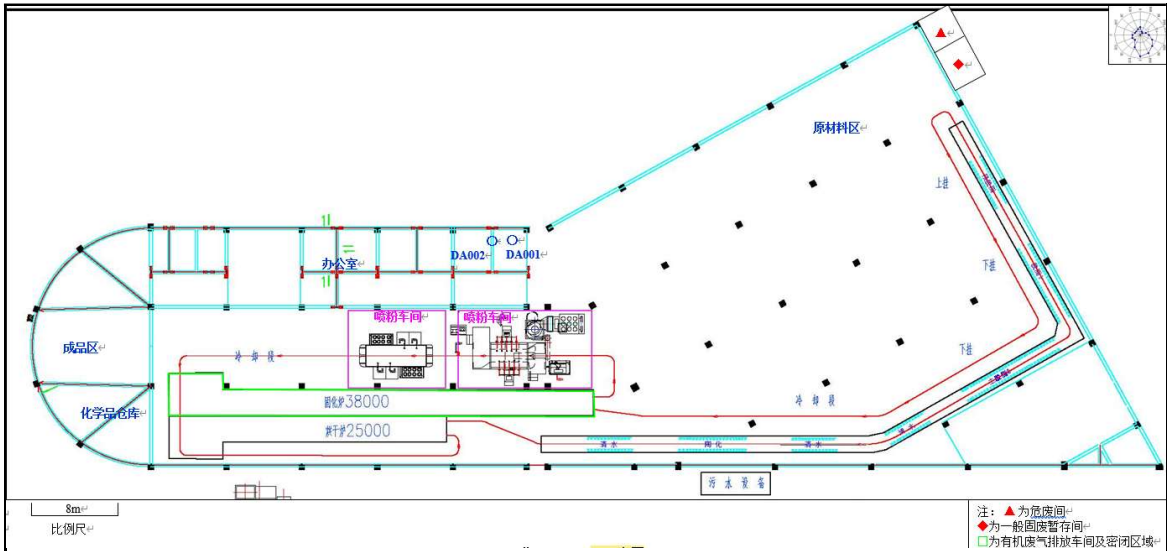 原材料区
上挂
下挂
下挂
DA002
DA001
办公室
喷粉车间
喷粉车间
成品区
冷却段
化学品仓库
固化炉38000
烘干炉25000
冷却段
清水
陶化
清水
污水设备
8m
比例尺
注：▲为危废间
◆为一般固废暂存间
□为有机废气排放车间及密闭区域